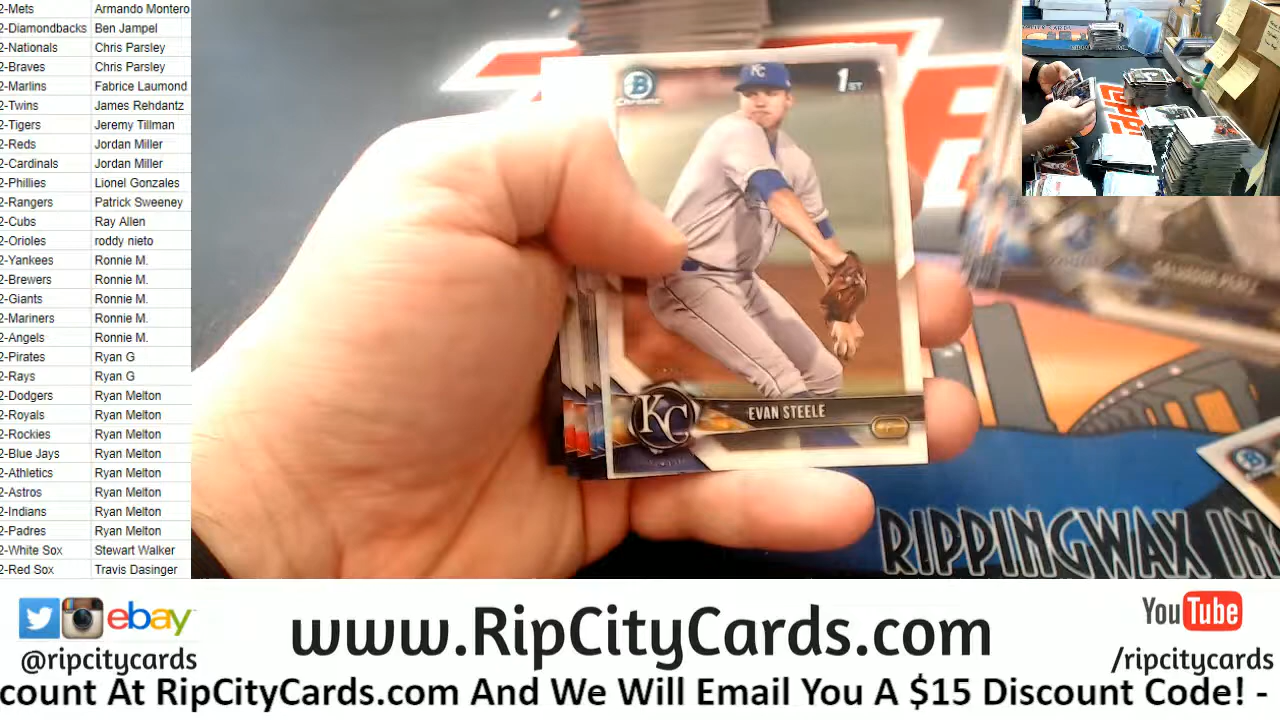 2-Mets Armando Montero
2-Diamondbacks Ben Jampel
2-Nationals Chris Parsley
2-Braves Chris Parsley
2-Marlins Fabrice Laumond
2-Twins James Rehdantz
2-Tigers Jeremy Tillman
2-Reds Jordan Miller
2-Cardinals Jordan Miller
2-Phillies Lionel Gonzales
2-Rangers Patrick Sweeney
2-Cubs Ray Allen
2-Orioles roddy nieto
2-Yankees Ronnie M.
2-Brewers Ronnie M.
2-Giants Ronnie M.
2-Mariners Ronnie M.
2-Angels Ronnie M.
2-Pirates Ryan G
2-Rays Ryan G
2-Dodgers Ryan Melton
2-Royals Ryan Melton
2-Rockies Ryan Melton
2-Blue Jays Ryan Melton
2-Athletics Ryan Melton
2-Astros Ryan Melton
2-Indians Ryan Melton
2-Padres Ryan Melton
2-White Sox Stewart Walker
2-Red Sox Travis Dasinger
B
Chrome
1ST
KC
KC
EVAN STEELE
RIPPINGWAX IN
ebay
@ripcitycards
www.RipCityCards.com
YouTube
/ripcitycards
count At RipCityCards.com And We Will Email You A $15 Discount Code! -